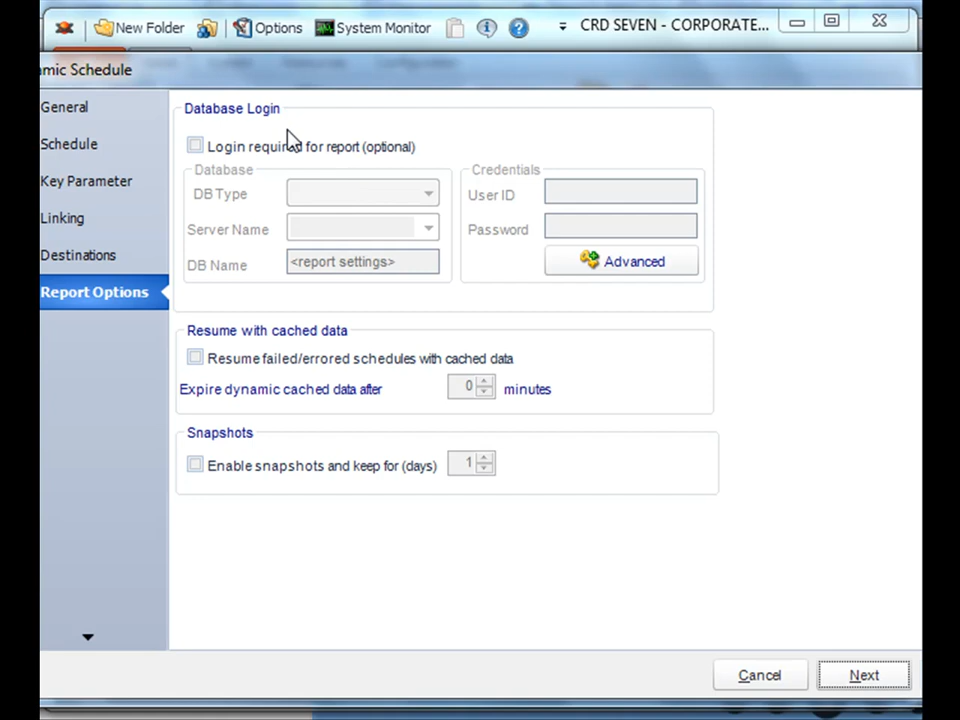 New Folder Options System Monitor CRD SEVEN - CORPORATE...
mic Schedule
General
Schedule
Key Parameter
Linking
Destinations
Report Options
Database Login
Login required for report (optional)
Database
DB Type
Server Name
DB Name <report settings>
Credentials
User ID
Password
Advanced
Resume with cached data
Resume failed/errored schedules with cached data
Expire dynamic cached data after 0 minutes
Snapshots
Enable snapshots and keep for (days) 1
Cancel Next